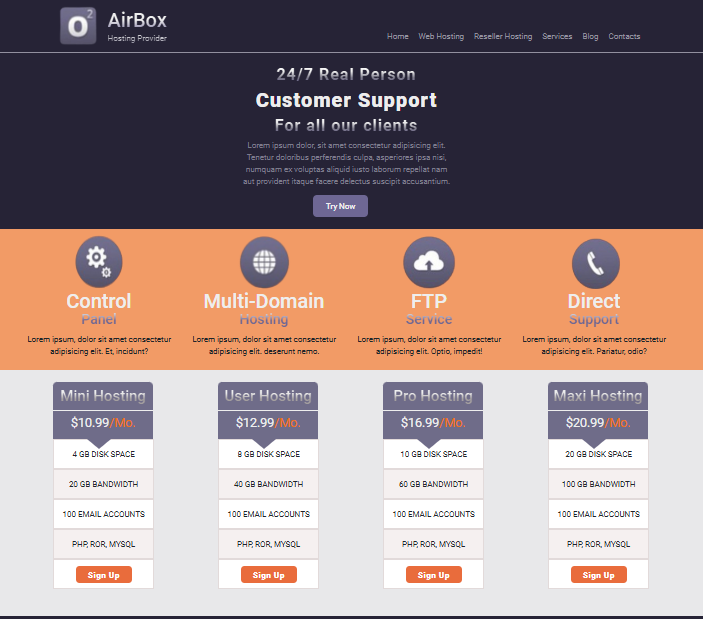 O2
AirBox
Hosting Provider
Home Web Hosting Reseller Hosting Services Blog Contacts
24/7 Real Person
Customer Support
For all our clients
Lorem ipsum dolor, sit amet consectetur adipisicing elit.
Tenetur doloribus perferendis culpa, asperiores ipsa nisi,
numquam ex voluptas aliquid iusto laborum repellat nam
aut provident itaque facere delectus suscipit accusantium.
Try Now
Control
Panel
Lorem ipsum, dolor sit amet consectetur
adipisicing elit. Et, incidunt?
Multi-Domain
Hosting
Lorem ipsum, dolor sit amet consectetur
adipisicing elit. deserunt nemo.
FTP
Service
Lorem ipsum, dolor sit amet consectetur
adipisicing elit. Optio, impedit!
Direct
Support
Lorem ipsum, dolor sit amet consectetur
adipisicing elit. Pariatur, odio?
Mini Hosting
$10.99/Mo.
4 GB DISK SPACE
20 GB BANDWIDTH
100 EMAIL ACCOUNTS
PHP, ROR, MYSQL
Sign Up
User Hosting
$12.99/Mo.
8 GB DISK SPACE
40 GB BANDWIDTH
100 EMAIL ACCOUNTS
PHP, ROR, MYSQL
Sign Up
Pro Hosting
$16.99/Mo.
10 GB DISK SPACE
60 GB BANDWIDTH
100 EMAIL ACCOUNTS
PHP, ROR, MYSQL
Sign Up
Maxi Hosting
$20.99/Mo.
20 GB DISK SPACE
100 GB BANDWIDTH
100 EMAIL ACCOUNTS
PHP, ROR, MYSQL
Sign Up